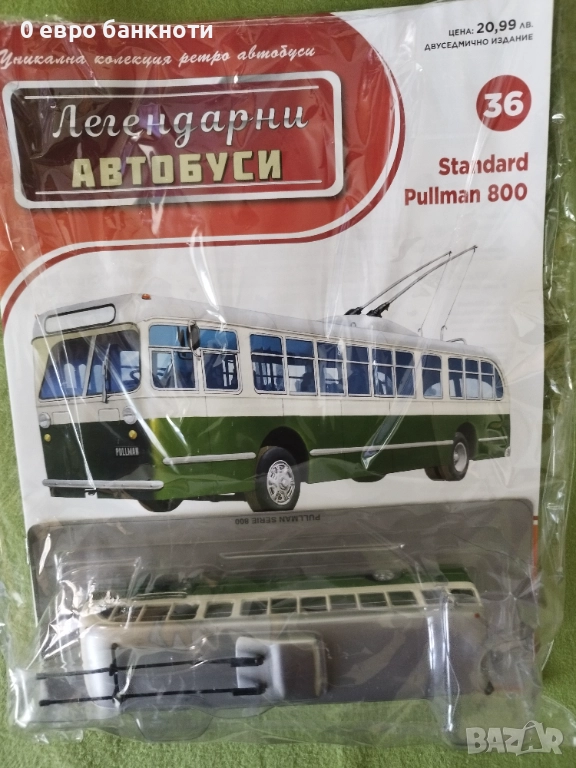 0 евро банкноти
Уникална колекция ретро автобуси
ЦЕНА: 20,99 ЛВ.
ДВУСЕДМИЧНО ИЗДАНИЕ
Легендарни
АВТОБУСИ
36
Standard
Pullman 800
PULLMAN
PULLMAN SERIE 800
BAZAR